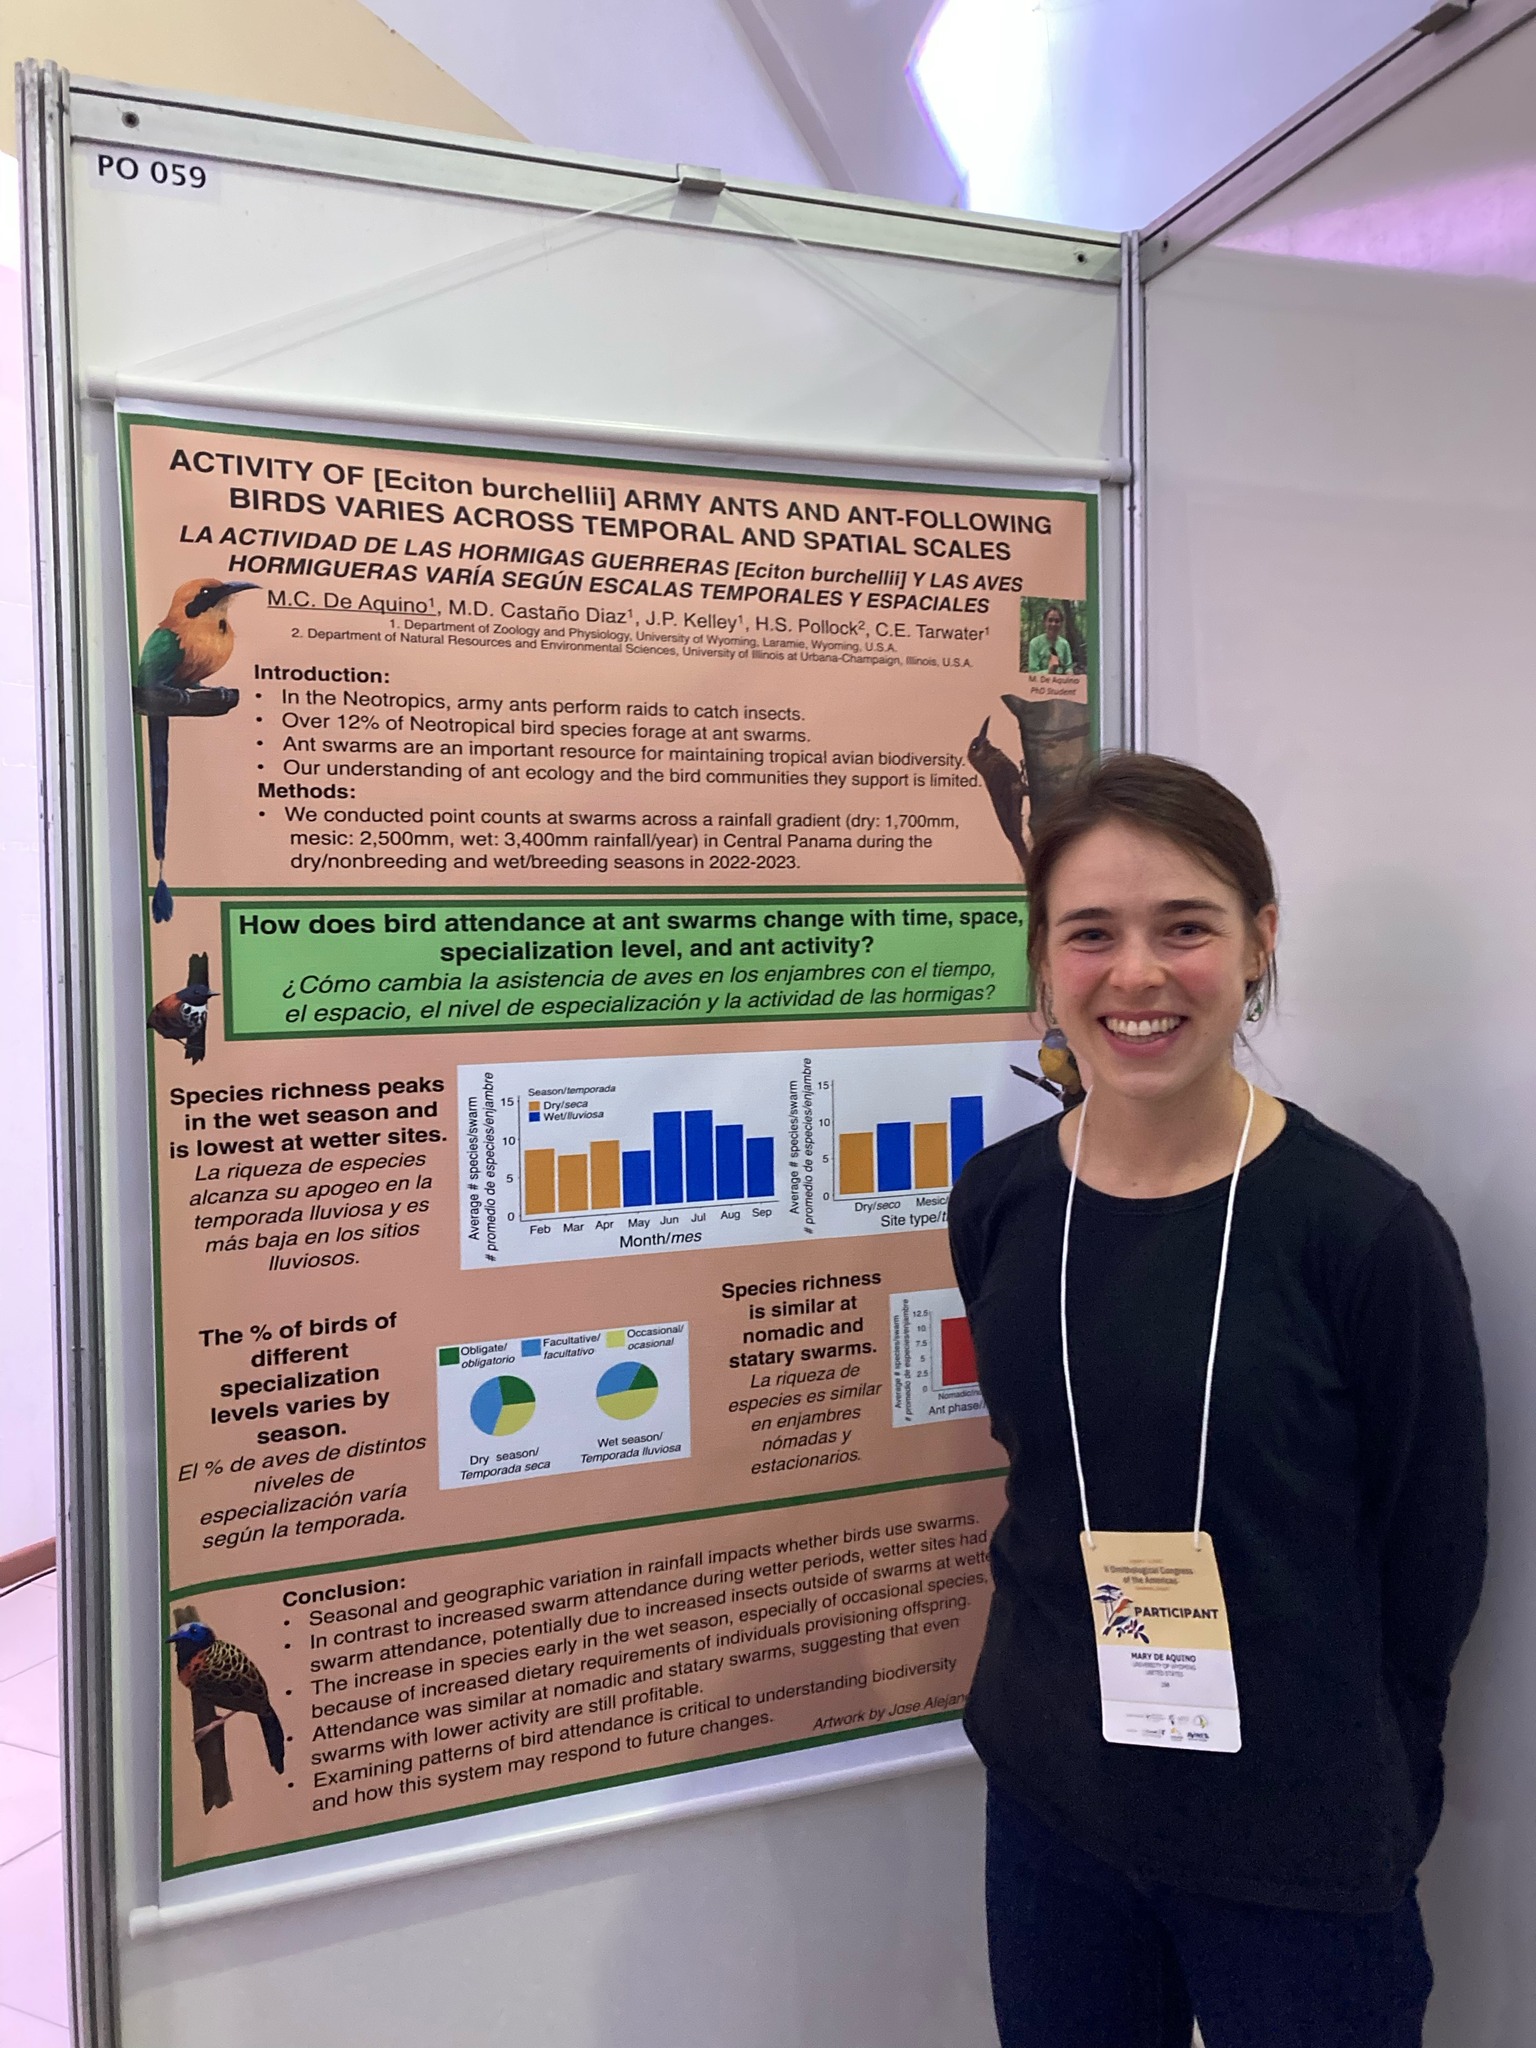 PO 059
ACTIVITY OF [Eciton burchellii] ARMY ANTS AND ANT-FOLLOWING
BIRDS VARIES ACROSS TEMPORAL AND SPATIAL SCALES
LA ACTIVIDAD DE LAS HORMIGAS GUERRERAS [Eciton burchellii] Y LAS AVES
HORMIGUERAS VARÍA SEGÚN ESCALAS TEMPORALES Y ESPACIALES
M.C. De Aquino¹, M.D. Castaño Diaz¹, J.P. Kelley¹, H.S. Pollock², C.E. Tarwater¹
1. Department of Zoology and Physiology, University of Wyoming, Laramie, Wyoming, U.S.A.
2. Department of Natural Resources and Environmental Sciences, University of Illinois at Urbana-Champaign, Illinois, U.S.A.
M. De Aquino
PhD Student
Introduction:
• In the Neotropics, army ants perform raids to catch insects.
• Over 12% of Neotropical bird species forage at ant swarms.
• Ant swarms are an important resource for maintaining tropical avian biodiversity.
• Our understanding of ant ecology and the bird communities they support is limited.
Methods:
• We conducted point counts at swarms across a rainfall gradient (dry: 1,700mm,
mesic: 2,500mm, wet: 3,400mm rainfall/year) in Central Panama during the
dry/nonbreeding and wet/breeding seasons in 2022-2023.
How does bird attendance at ant swarms change with time, space,
specialization level, and ant activity?
¿Cómo cambia la asistencia de aves en los enjambres con el tiempo,
el espacio, el nivel de especialización y la actividad de las hormigas?
Species richness peaks
in the wet season and
is lowest at wetter sites.
La riqueza de especies
alcanza su apogeo en la
temporada lluviosa y es
más baja en los sitios
lluviosos.
Average # species/swarm
# promedio de especies/enjambre
15
10
5
0
Season/temporada
Dry/seca
Wet/lluviosa
Feb Mar Apr May Jun Jul Aug Sep
Month/mes
Average # species/swarm
# promedio de especies/enjambre
15
10
5
0
Dry/seco Mesic/
Site type/
The % of birds of
different
specialization
levels varies by
season.
El % de aves de distintos
niveles de
especialización varía
según la temporada.
Obligate/
obligatorio
Facultative/
facultativo
Occasional/
ocasional
Dry season/
Temporada seca
Wet season/
Temporada lluviosa
Species richness
is similar at
nomadic and
statary swarms.
La riqueza de
especies es similar
en enjambres
nómadas y
estacionarios.
Average # species/swarm
# promedio de especies/enjambre
12.5
10
7.5
5
2.5
0
Nomadic/
Ant phase/
Conclusion:
• Seasonal and geographic variation in rainfall impacts whether birds use swarms.
• In contrast to increased swarm attendance during wetter periods, wetter sites had
swarm attendance, potentially due to increased insects outside of swarms at wette
• The increase in species early in the wet season, especially of occasional species,
because of increased dietary requirements of individuals provisioning offspring.
• Attendance was similar at nomadic and statary swarms, suggesting that even
swarms with lower activity are still profitable.
• Examining patterns of bird attendance is critical to understanding biodiversity
and how this system may respond to future changes.
Artwork by Jose Alejan
II Ornithological Congress
of the Americas
PARTICIPANT
MARY DE AQUINO
UNIVERSITY OF WYOMING
UNITED STATES